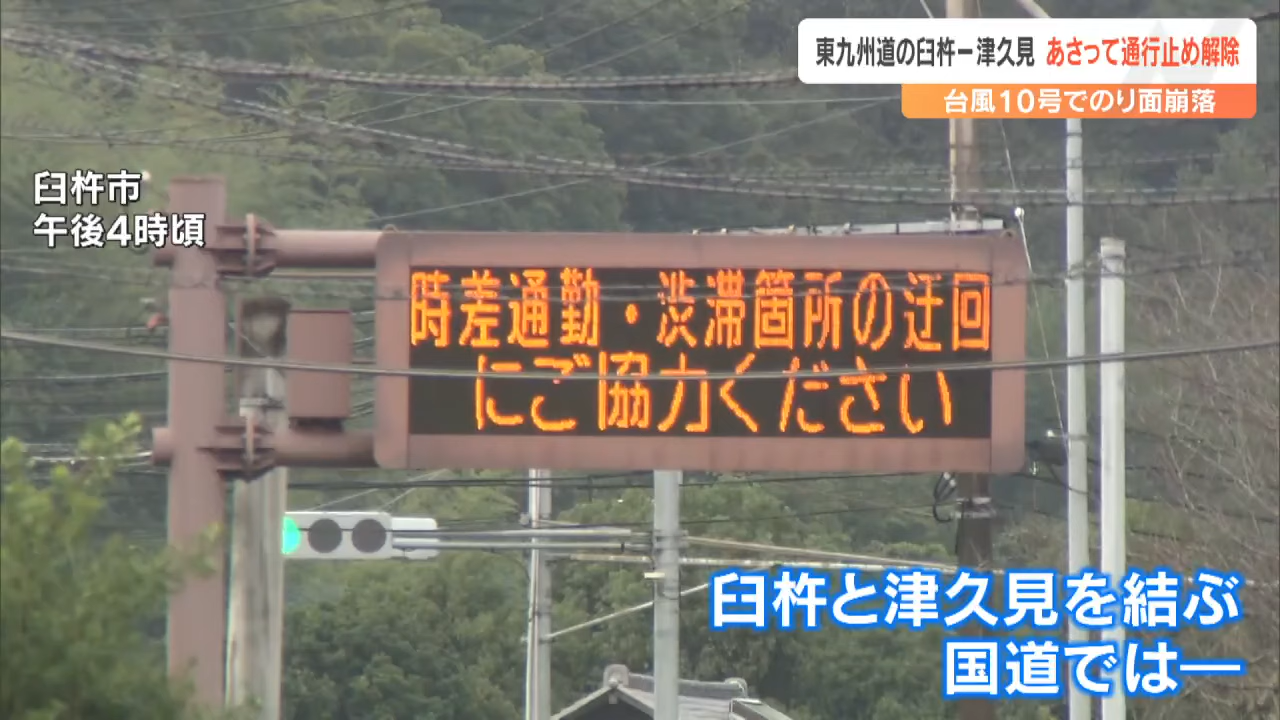 東九州道の臼杵ー津久見 あさって通行止め解除
台風10号でのり面崩落
臼杵市
午後4時頃
時差通勤・渋滞箇所の迂回
にご協力ください
臼杵と津久見を結ぶ
国道では―